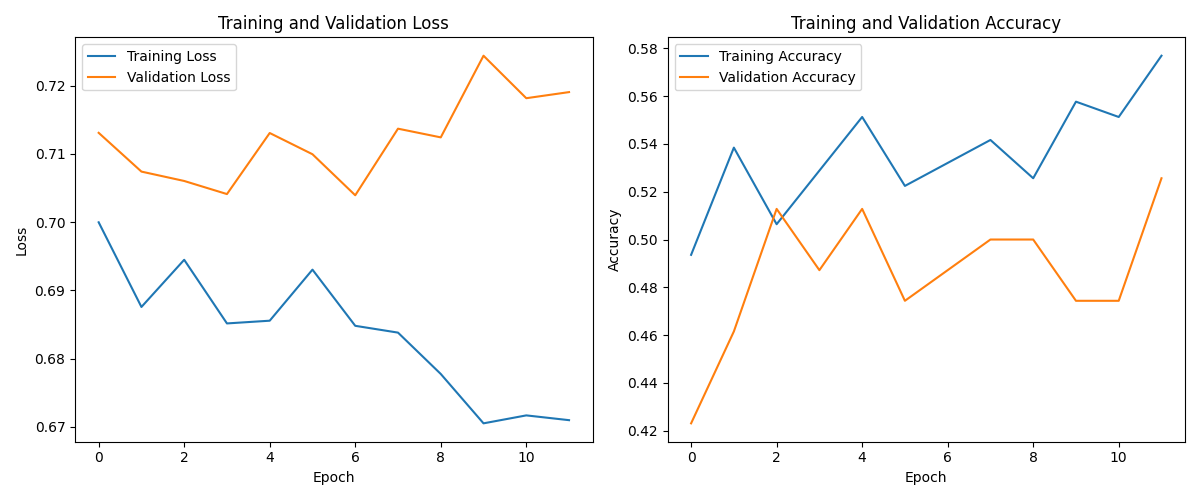 Training and Validation Loss
Training Loss
Validation Loss
0.72
0.71
0.70
0.69
0.68
0.67
Loss
0 2 4 6 8 10
Epoch
Training and Validation Accuracy
Training Accuracy
Validation Accuracy
0.58
0.56
0.54
0.52
0.50
0.48
0.46
0.44
0.42
Accuracy
0 2 4 6 8 10
Epoch